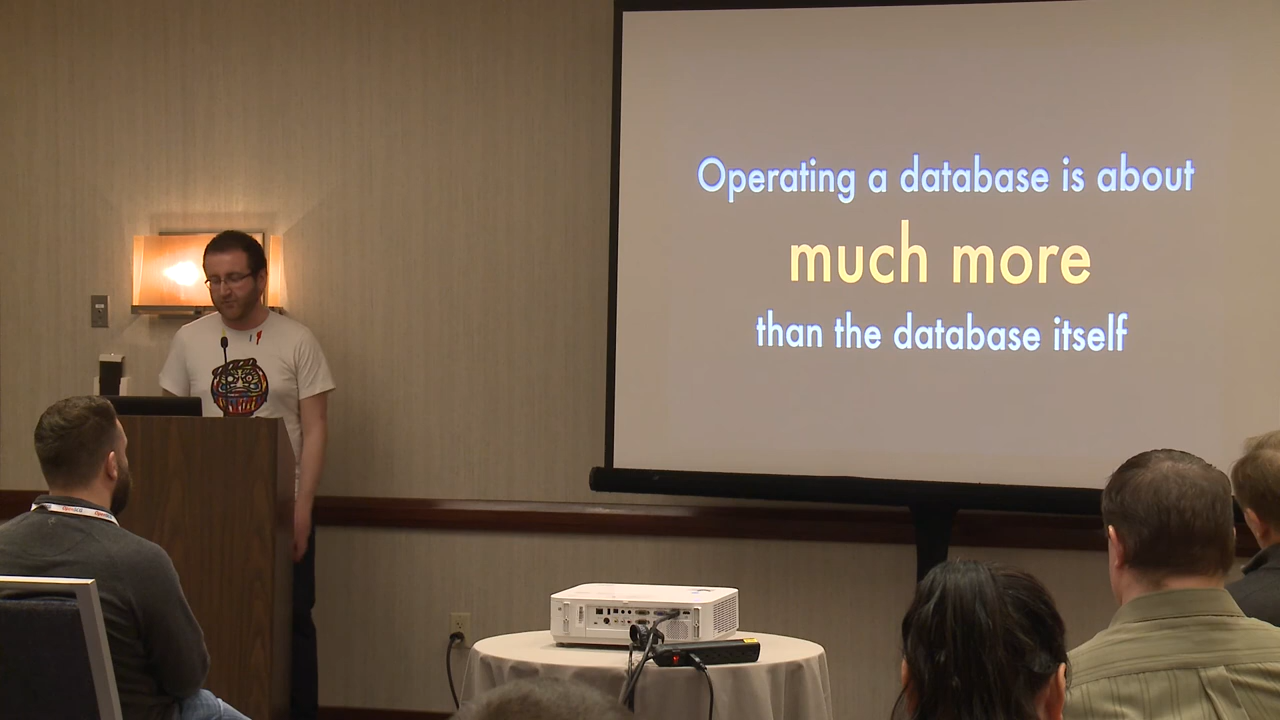 Operating a database is about
much more
than the database itself